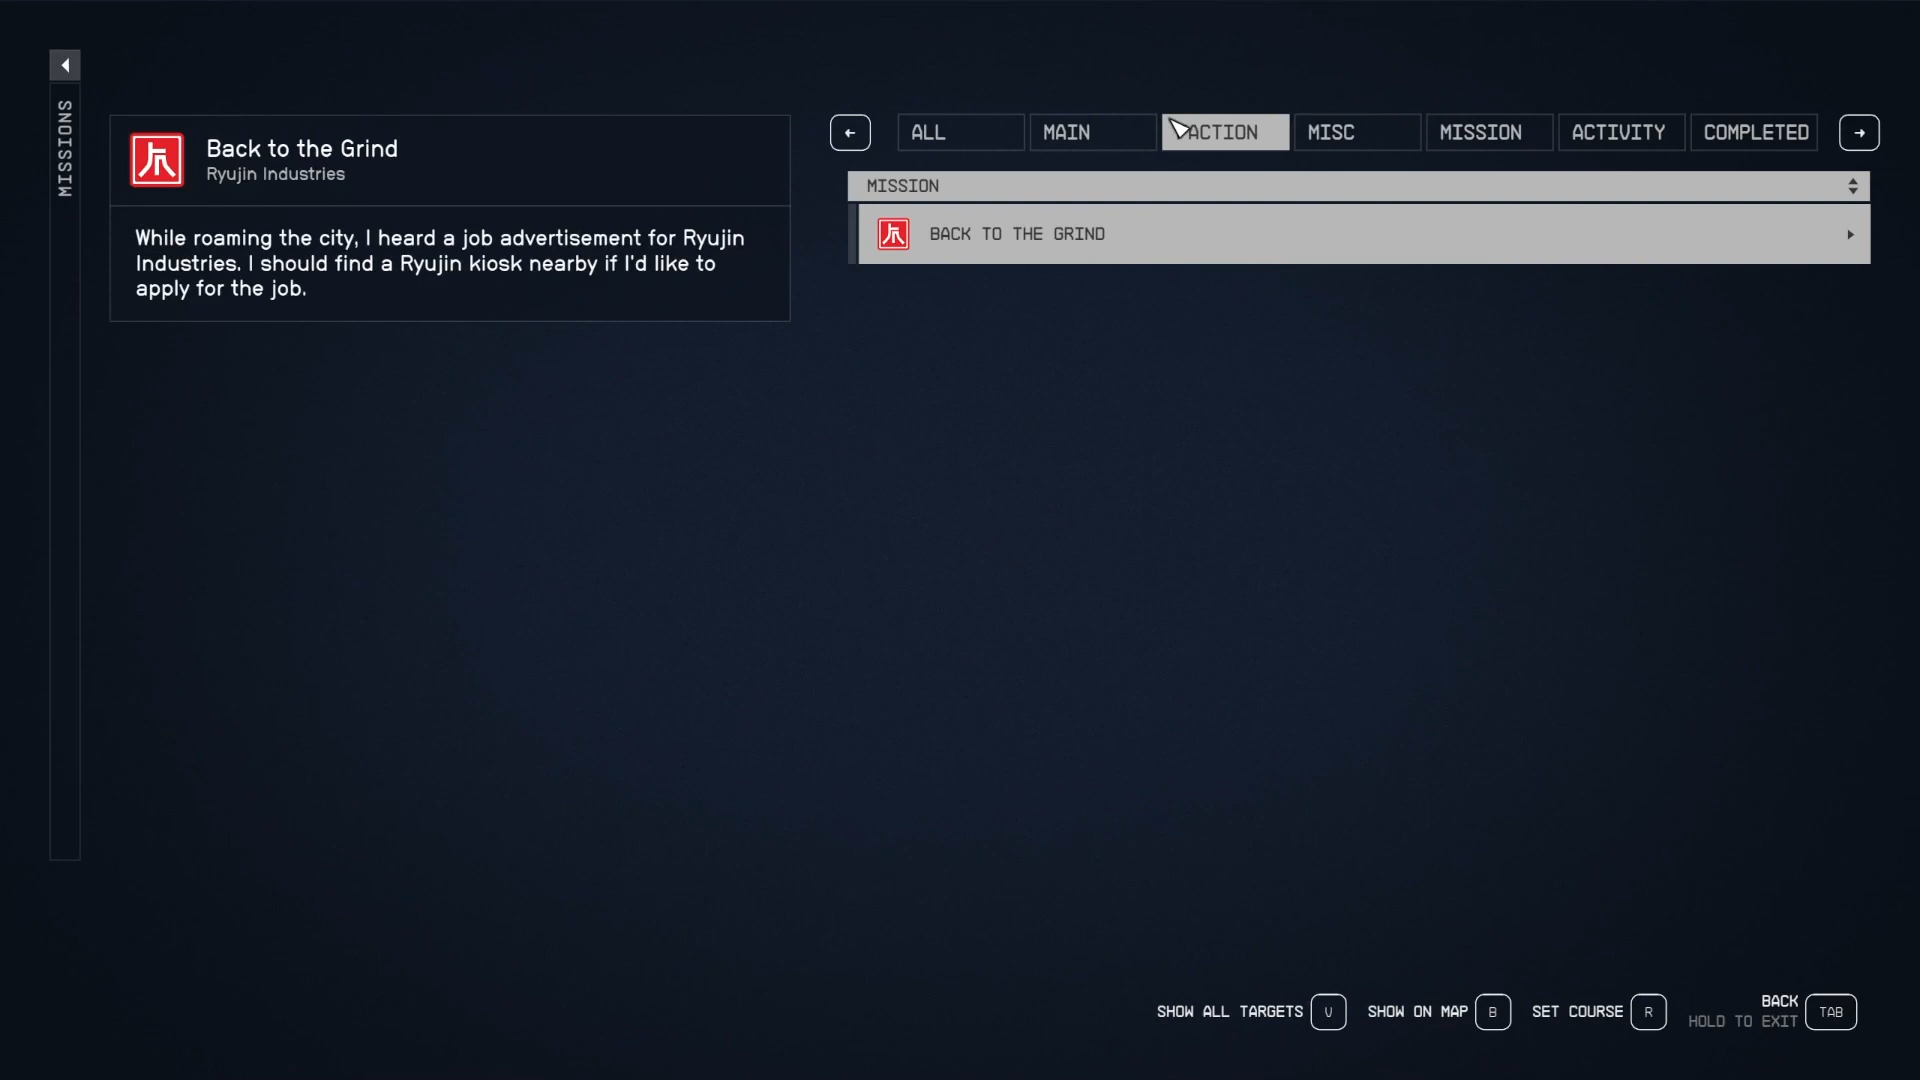 MISSIONS
Back to the Grind
Ryujin Industries
While roaming the city, I heard a job advertisement for Ryujin
Industries. I should find a Ryujin kiosk nearby if I'd like to
apply for the job.
ALL MAIN ACTION MISC MISSION ACTIVITY COMPLETED
MISSION
BACK TO THE GRIND
SHOW ALL TARGETS V SHOW ON MAP B SET COURSE R BACK TAB
HOLD TO EXIT